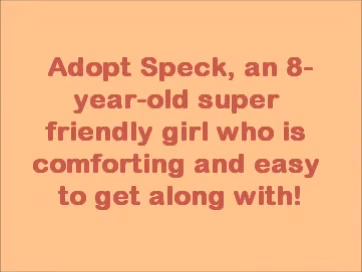 Adopt Speck, an 8-
year-old super
friendly girl who is
comforting and easy
to get along with!